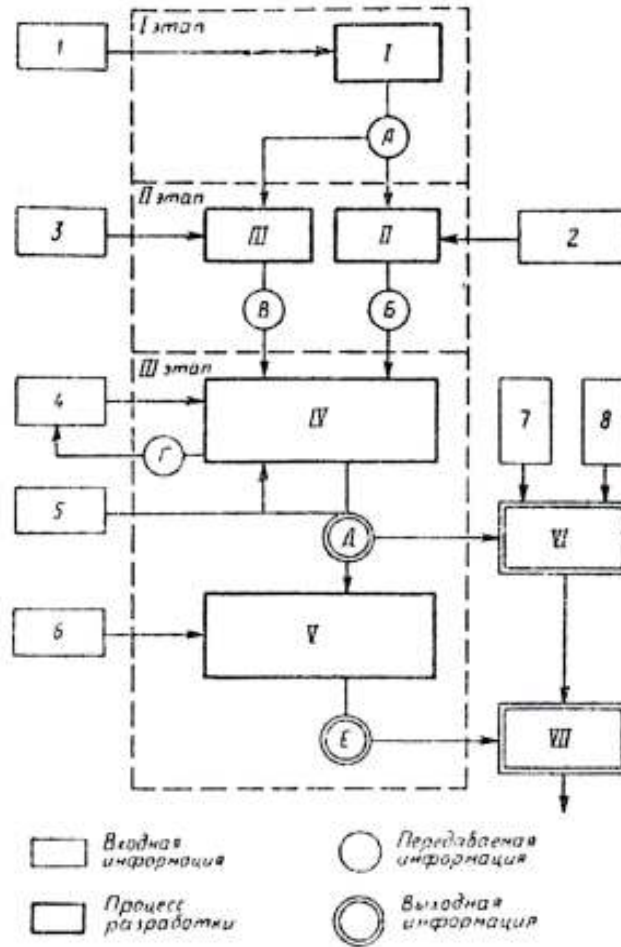 I этап
1
I
А
II этап
3
III
II
2
В
Б
III этап
4
IV
7
8
Г
5
Д
VI
6
V
Е
VII
Входная
информация
Передаваемая
информация
Процесс
разработки
Выходная
информация